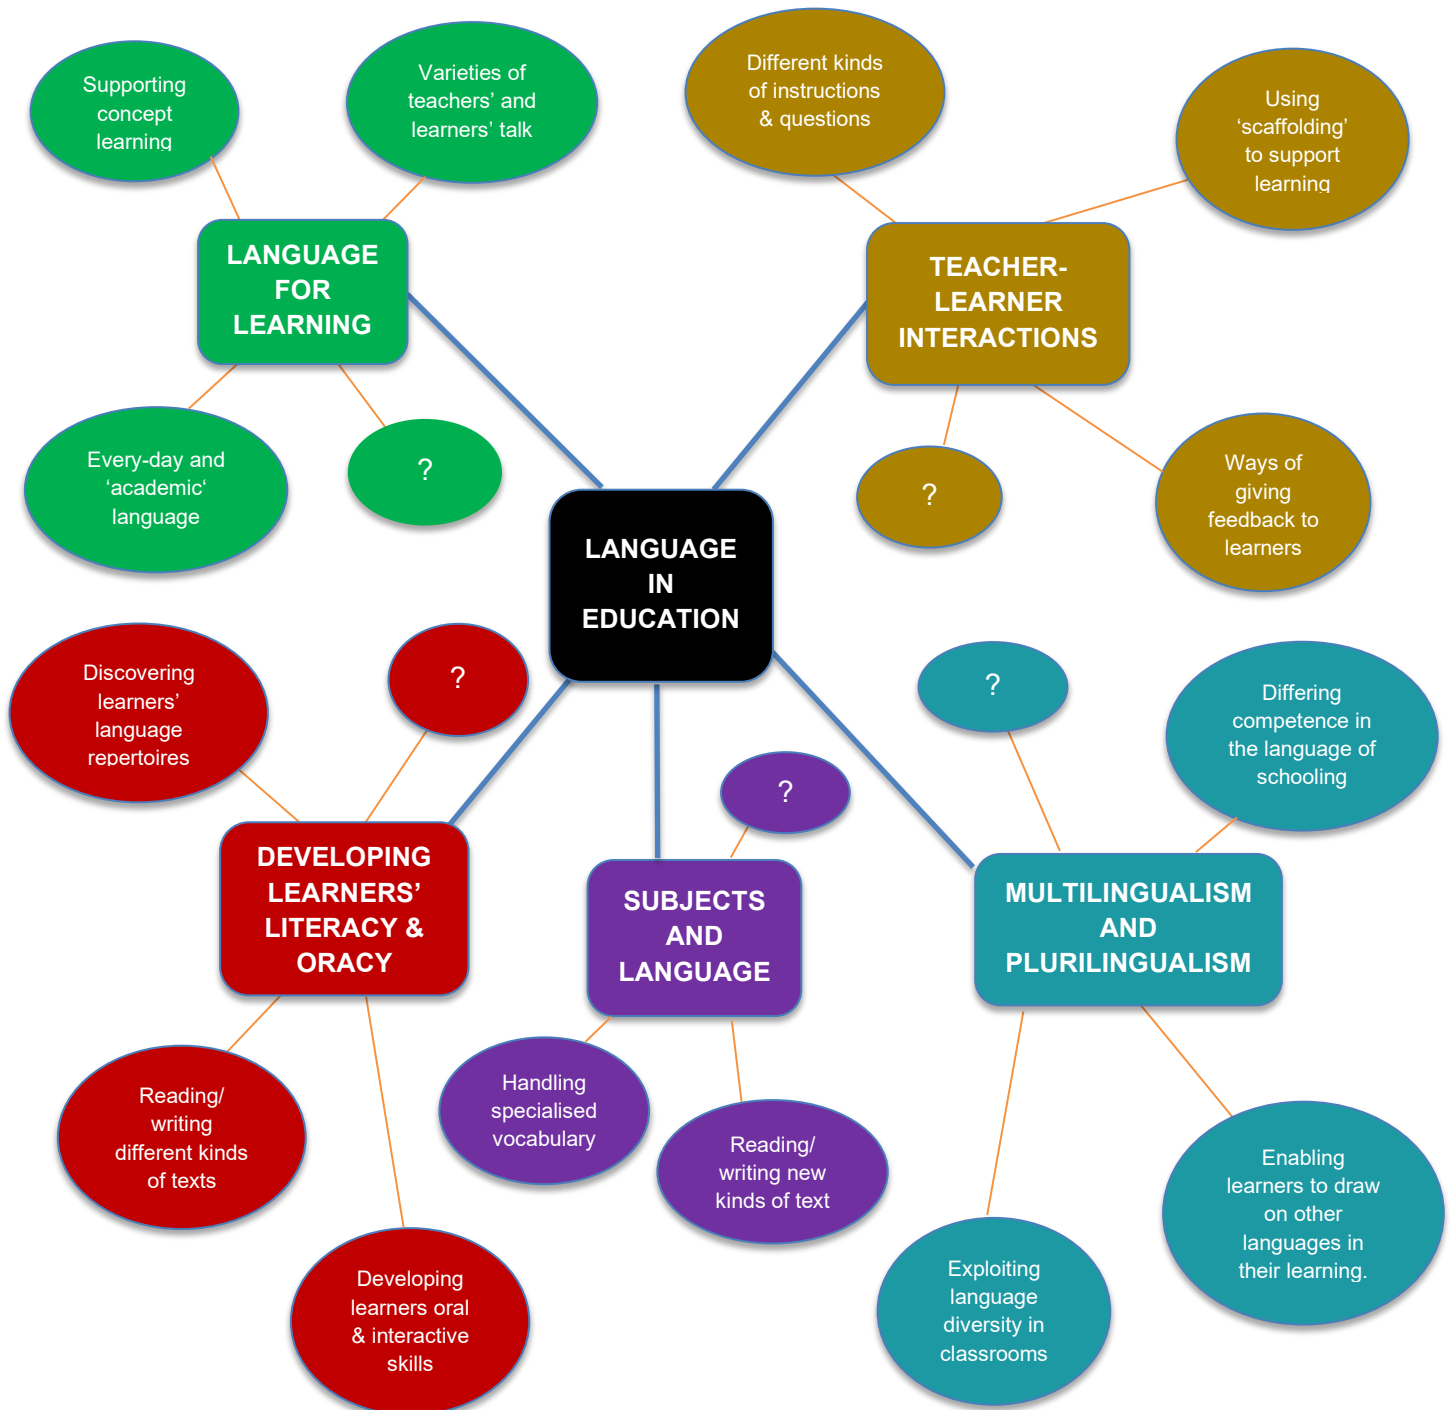 Supporting
concept
learning
Varieties of
teachers’ and
learners’ talk
Different kinds
of instructions
& questions
Using
‘scaffolding’
to support
learning
LANGUAGE
FOR
LEARNING
TEACHER-
LEARNER
INTERACTIONS
Every-day and
‘academic‘
language
?
?
Ways of
giving
feedback to
learners
LANGUAGE
IN
EDUCATION
Discovering
learners’
language
repertoires
?
?
Differing
competence in
the language of
schooling
?
DEVELOPING
LEARNERS’
LITERACY &
ORACY
SUBJECTS
AND
LANGUAGE
MULTILINGUALISM
AND
PLURILINGUALISM
Reading/
writing
different kinds
of texts
Handling
specialised
vocabulary
Reading/
writing new
kinds of text
Enabling
learners to draw
on other
languages in
their learning.
Developing
learners oral
& interactive
skills
Exploiting
language
diversity in
classrooms